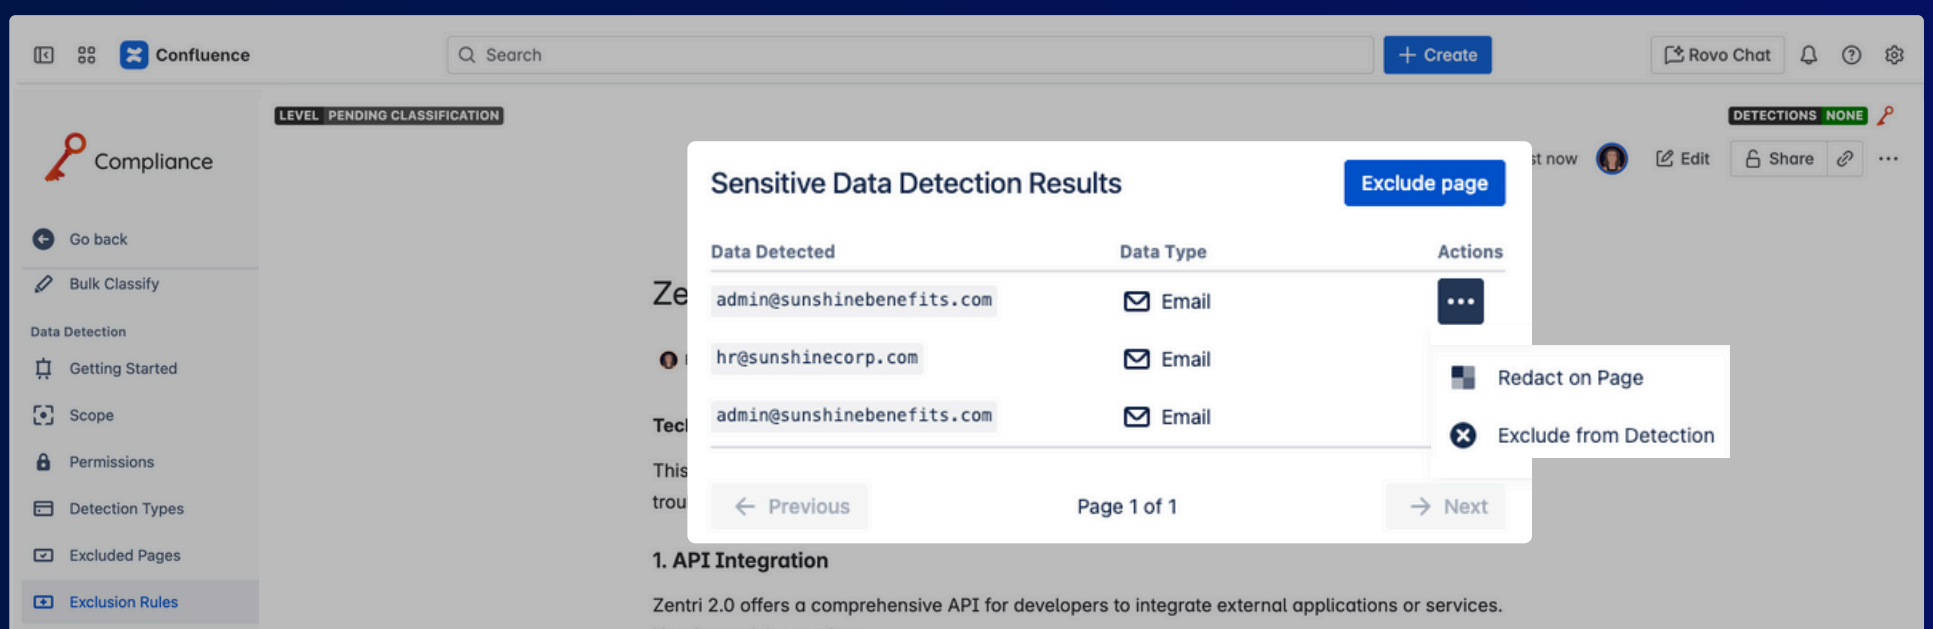 Confluence
Search
+ Create
Rovo Chat
LEVEL PENDING CLASSIFICATION
DETECTIONS NONE
Compliance
now
Edit
Share
Sensitive Data Detection Results
Exclude page
Go back
Bulk Classify
Data Detected Data Type Actions
admin@sunshinebenefits.com Email
Data Detection
hr@sunshinecorp.com Email
Getting Started
Redact on Page
Scope
admin@sunshinebenefits.com Email
Exclude from Detection
This
Permissions
Detection Types
Previous Page 1 of 1 Next
Excluded Pages
1. API Integration
Exclusion Rules
Zentri 2.0 offers a comprehensive API for developers to integrate external applications or services.